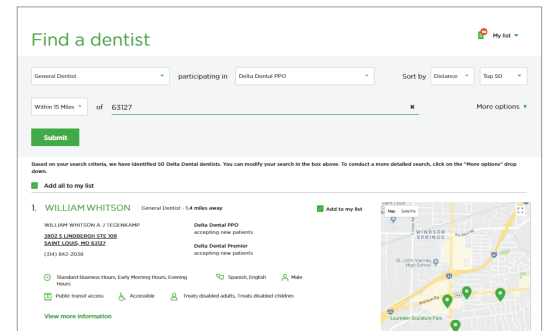 Find a dentist
My list
General Dentist participating in Delta Dental PPO Sort by Distance Top 50
Within 15 Miles of 63127 × More options
Submit
Based on your search criteria, we have identified 50 Delta Dental dentists. You can modify your search in the box above. To conduct a more detailed search, click on the "More options" drop
down.
Add all to my list
1. WILLIAM WHITSON General Dentist - 1.4 miles away Add to my list
WILLIAM WHITSON A J TEGENKAMP
3802 S LINDBERGH STE 108
SAINT LOUIS, MO 63127
(314) 842-2038
Delta Dental PPO
accepting new patients
Delta Dental Premier
accepting new patients
Standard Business Hours, Early Morning Hours, Evening
Hours
Spanish, English
Male
Public transit access
Accessible
Treats disabled adults, Treats disabled children
View more information
Map Satellite
WINDSOR
SPRINGS
St. John Vianney
High School
Watson Rd
Laumeier Sculpture Park